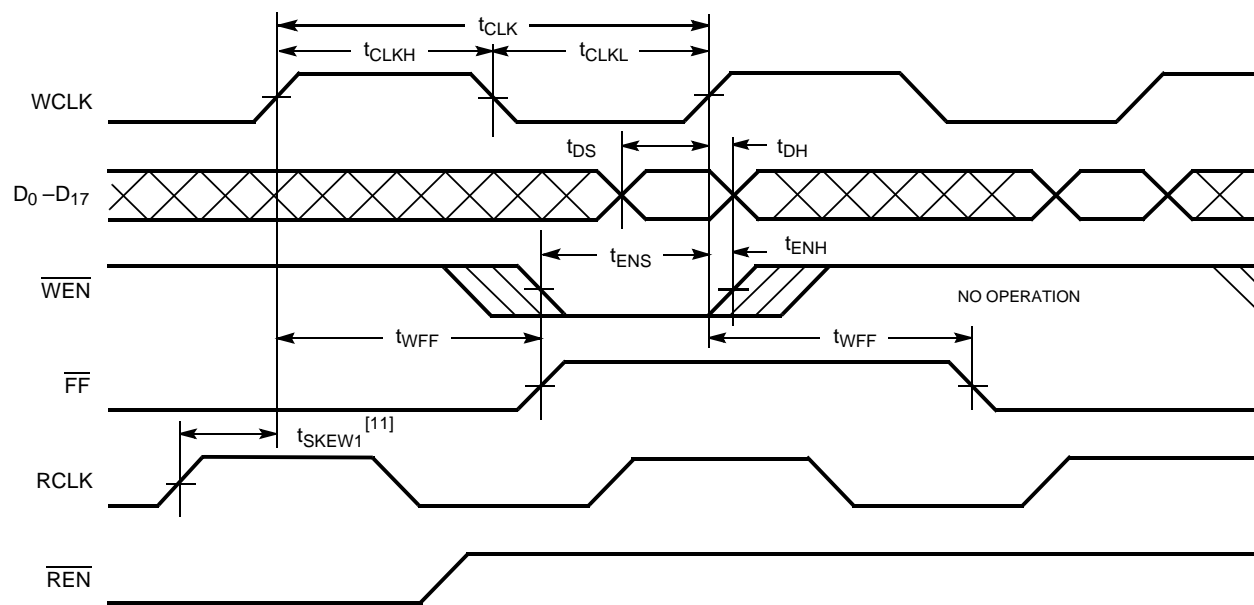 tCLK
tCLKH
tCLKL
WCLK
tDS
tDH
D0 –D17
tENS
tENH
WEN
NO OPERATION
tWFF
tWFF
FF
tSKEW1[11]
RCLK
REN